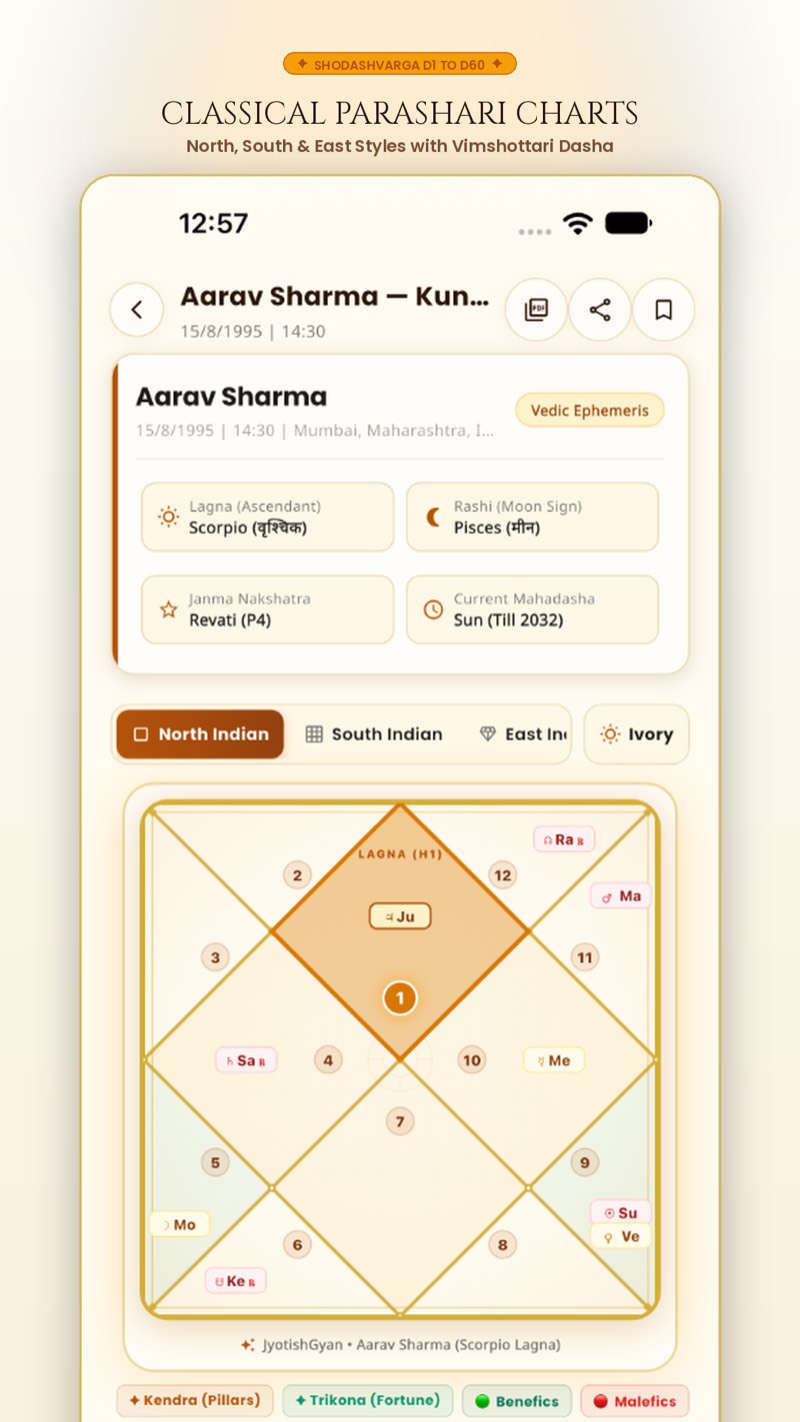 ✦ SHODASHVARGA D1 TO D60 ✦
CLASSICAL PARASHARI CHARTS
North, South & East Styles with Vimshottari Dasha
12:57
Aarav Sharma — Kun...
PDF
15/8/1995 | 14:30
Aarav Sharma
Vedic Ephemeris
15/8/1995 | 14:30 | Mumbai, Maharashtra, I...
Lagna (Ascendant)
Scorpio (वृश्चिक)
Rashi (Moon Sign)
Pisces (मीन)
Janma Nakshatra
Revati (P4)
Current Mahadasha
Sun (Till 2032)
North Indian
South Indian
East In
Ivory
☊ Ra ℞
LAGNA (H1)
2
12
♂ Ma
♃ Ju
3
11
1
♄ Sa ℞
4
10
☿ Me
7
5
9
☉ Su
☽ Mo
♀ Ve
6
8
☋ Ke ℞
JyotishGyan • Aarav Sharma (Scorpio Lagna)
✦ Kendra (Pillars)
✦ Trikona (Fortune)
Benefics
Malefics